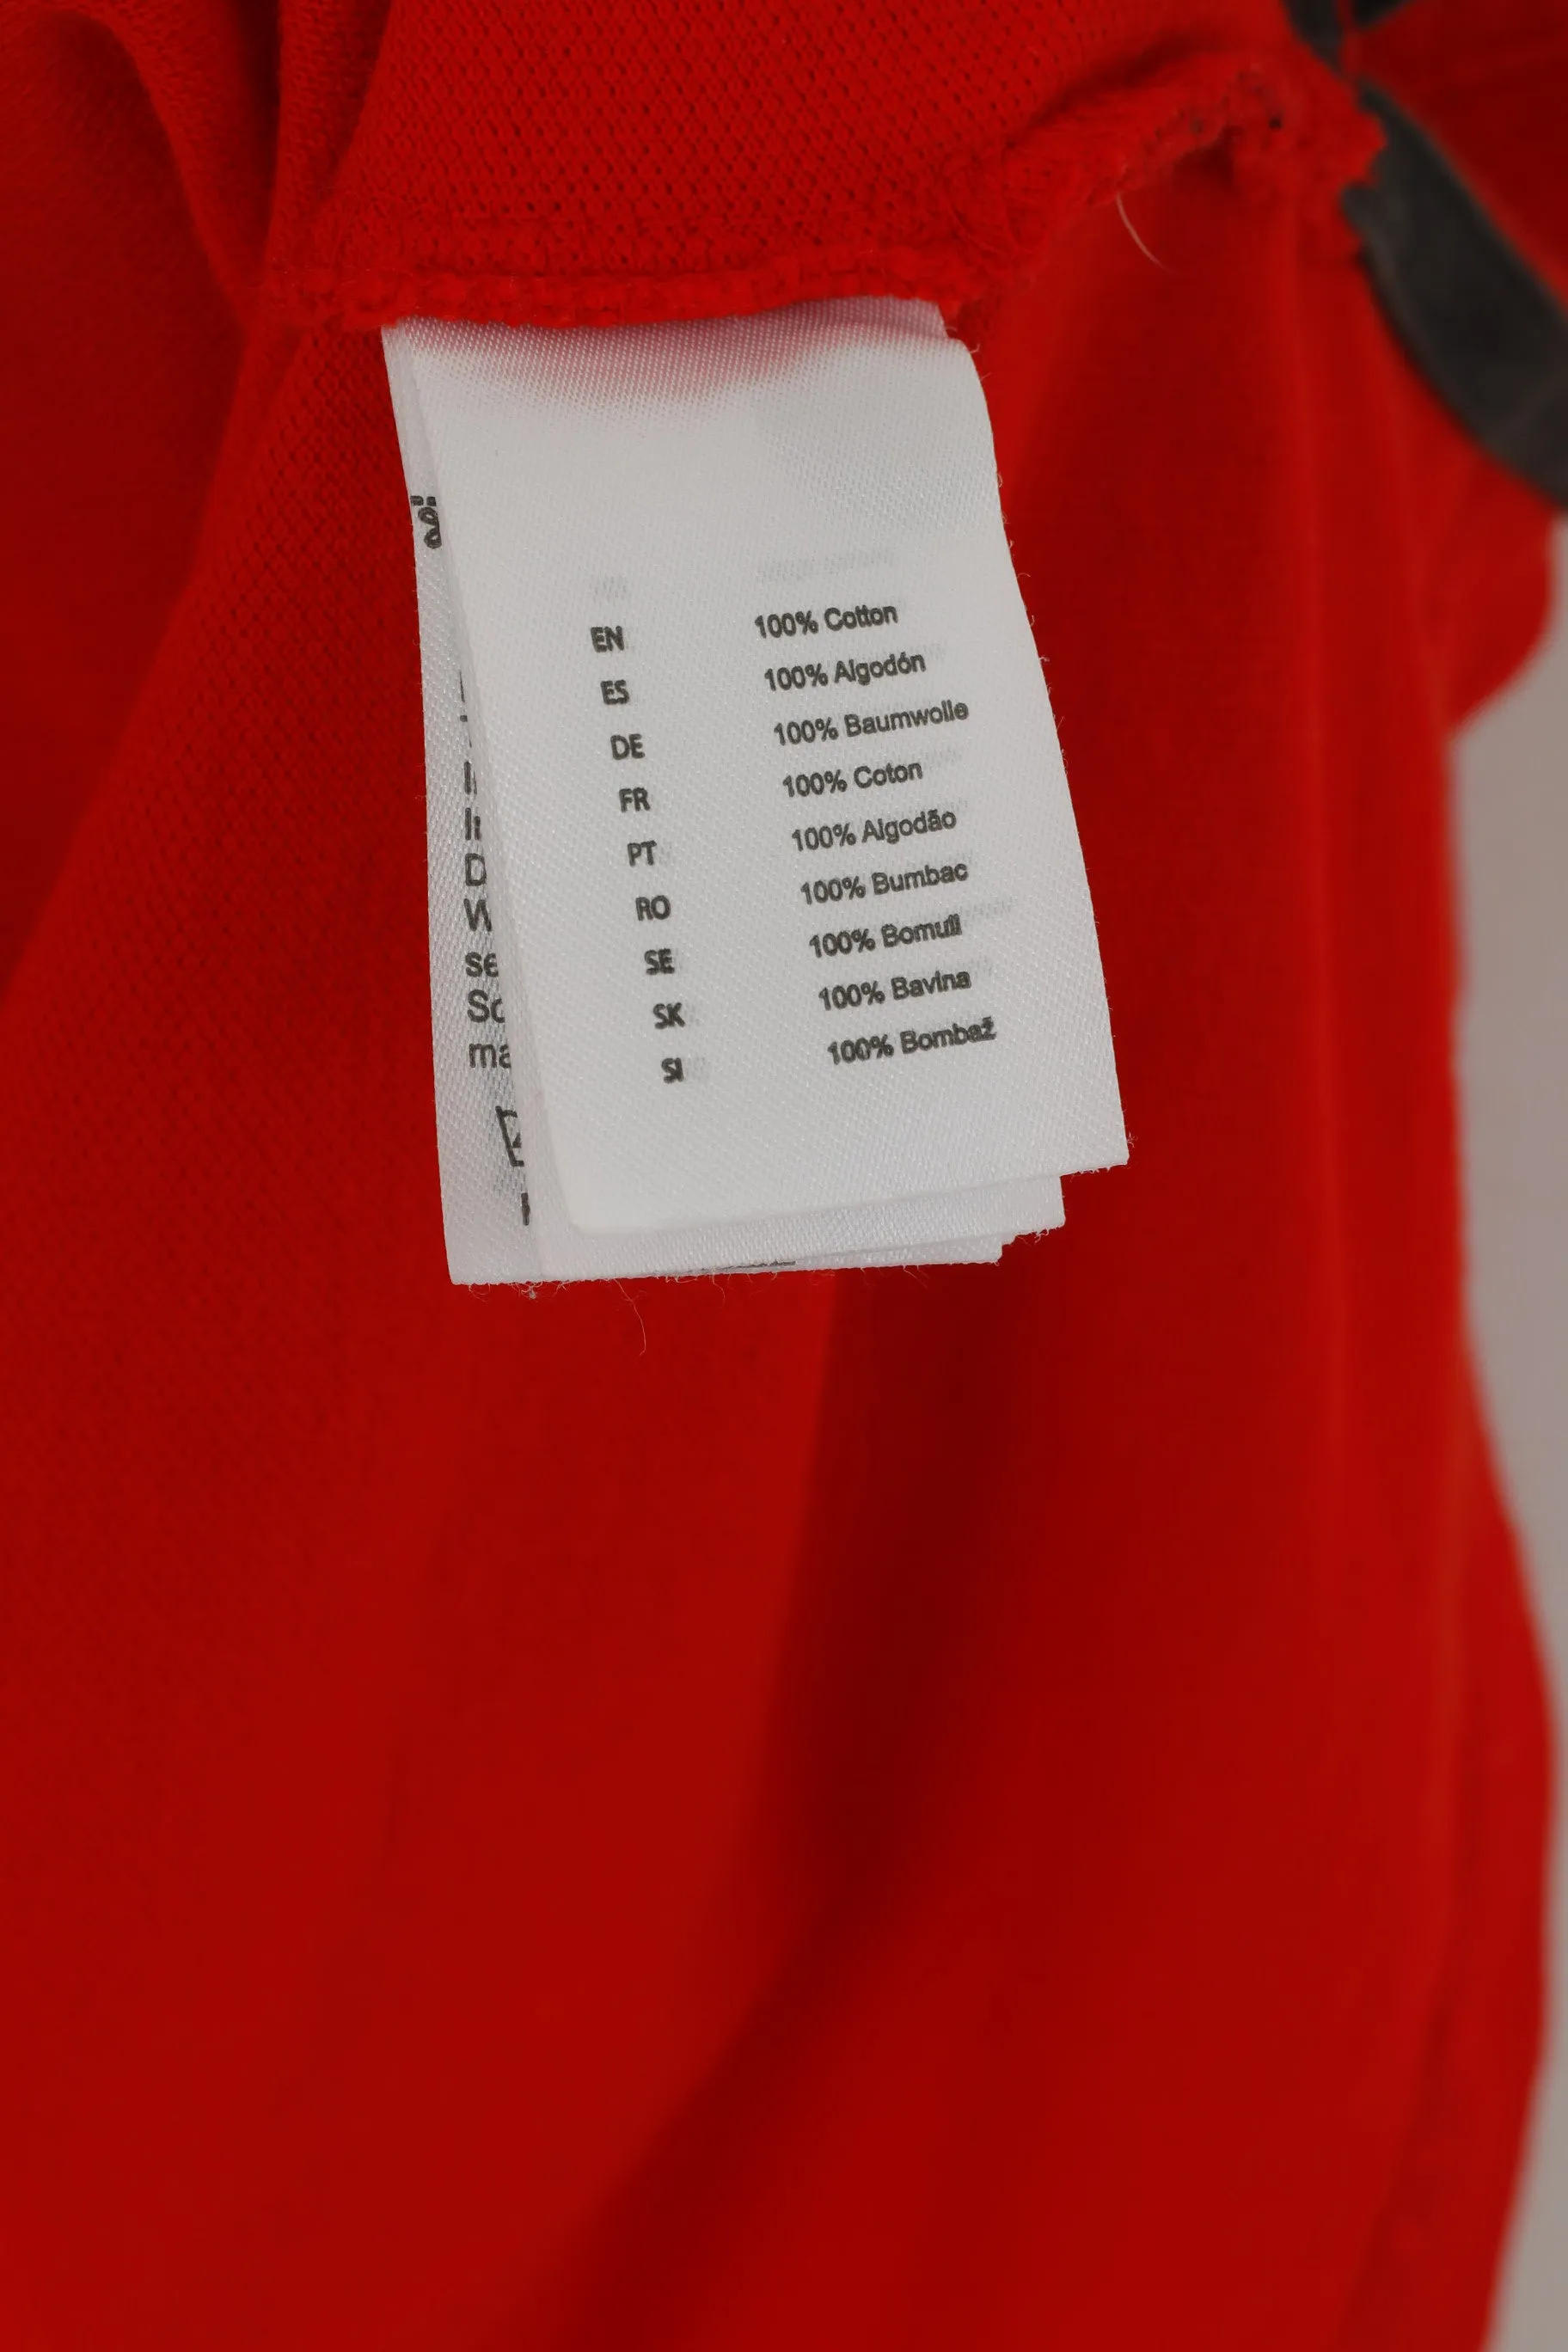 EN 100% Cotton
ES 100% Algodón
DE 100% Baumwolle
FR 100% Coton
PT 100% Algodão
RO 100% Bumbac
SE 100% Bomull
SK 100% Bavlna
SI 100% Bombaž